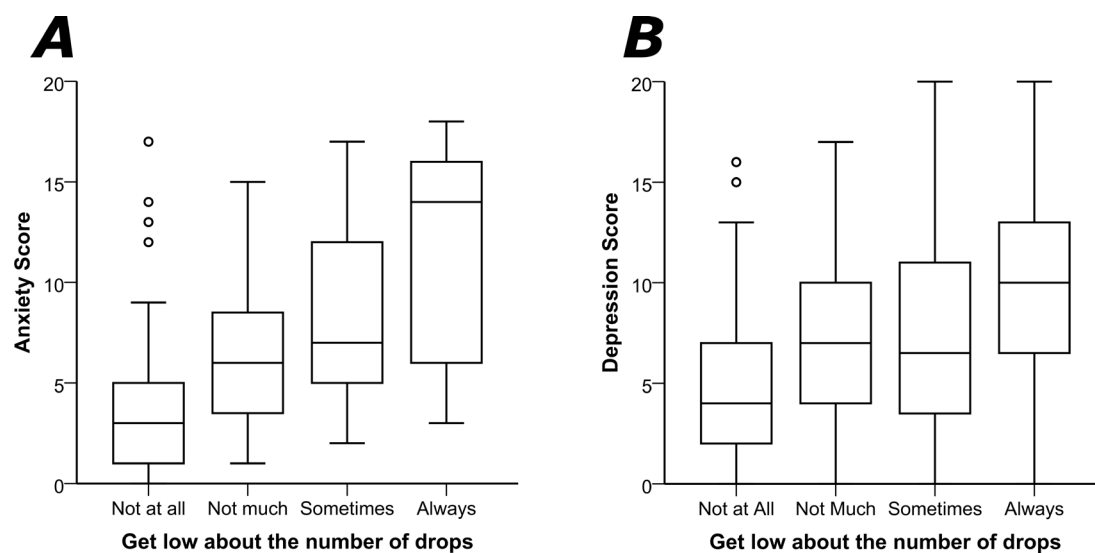 A
20
15
10
5
0
Anxiety Score
Not at all Not much Sometimes Always
Get low about the number of drops
B
20
15
10
5
0
Depression Score
Not at All Not Much Sometimes Always
Get low about the number of drops